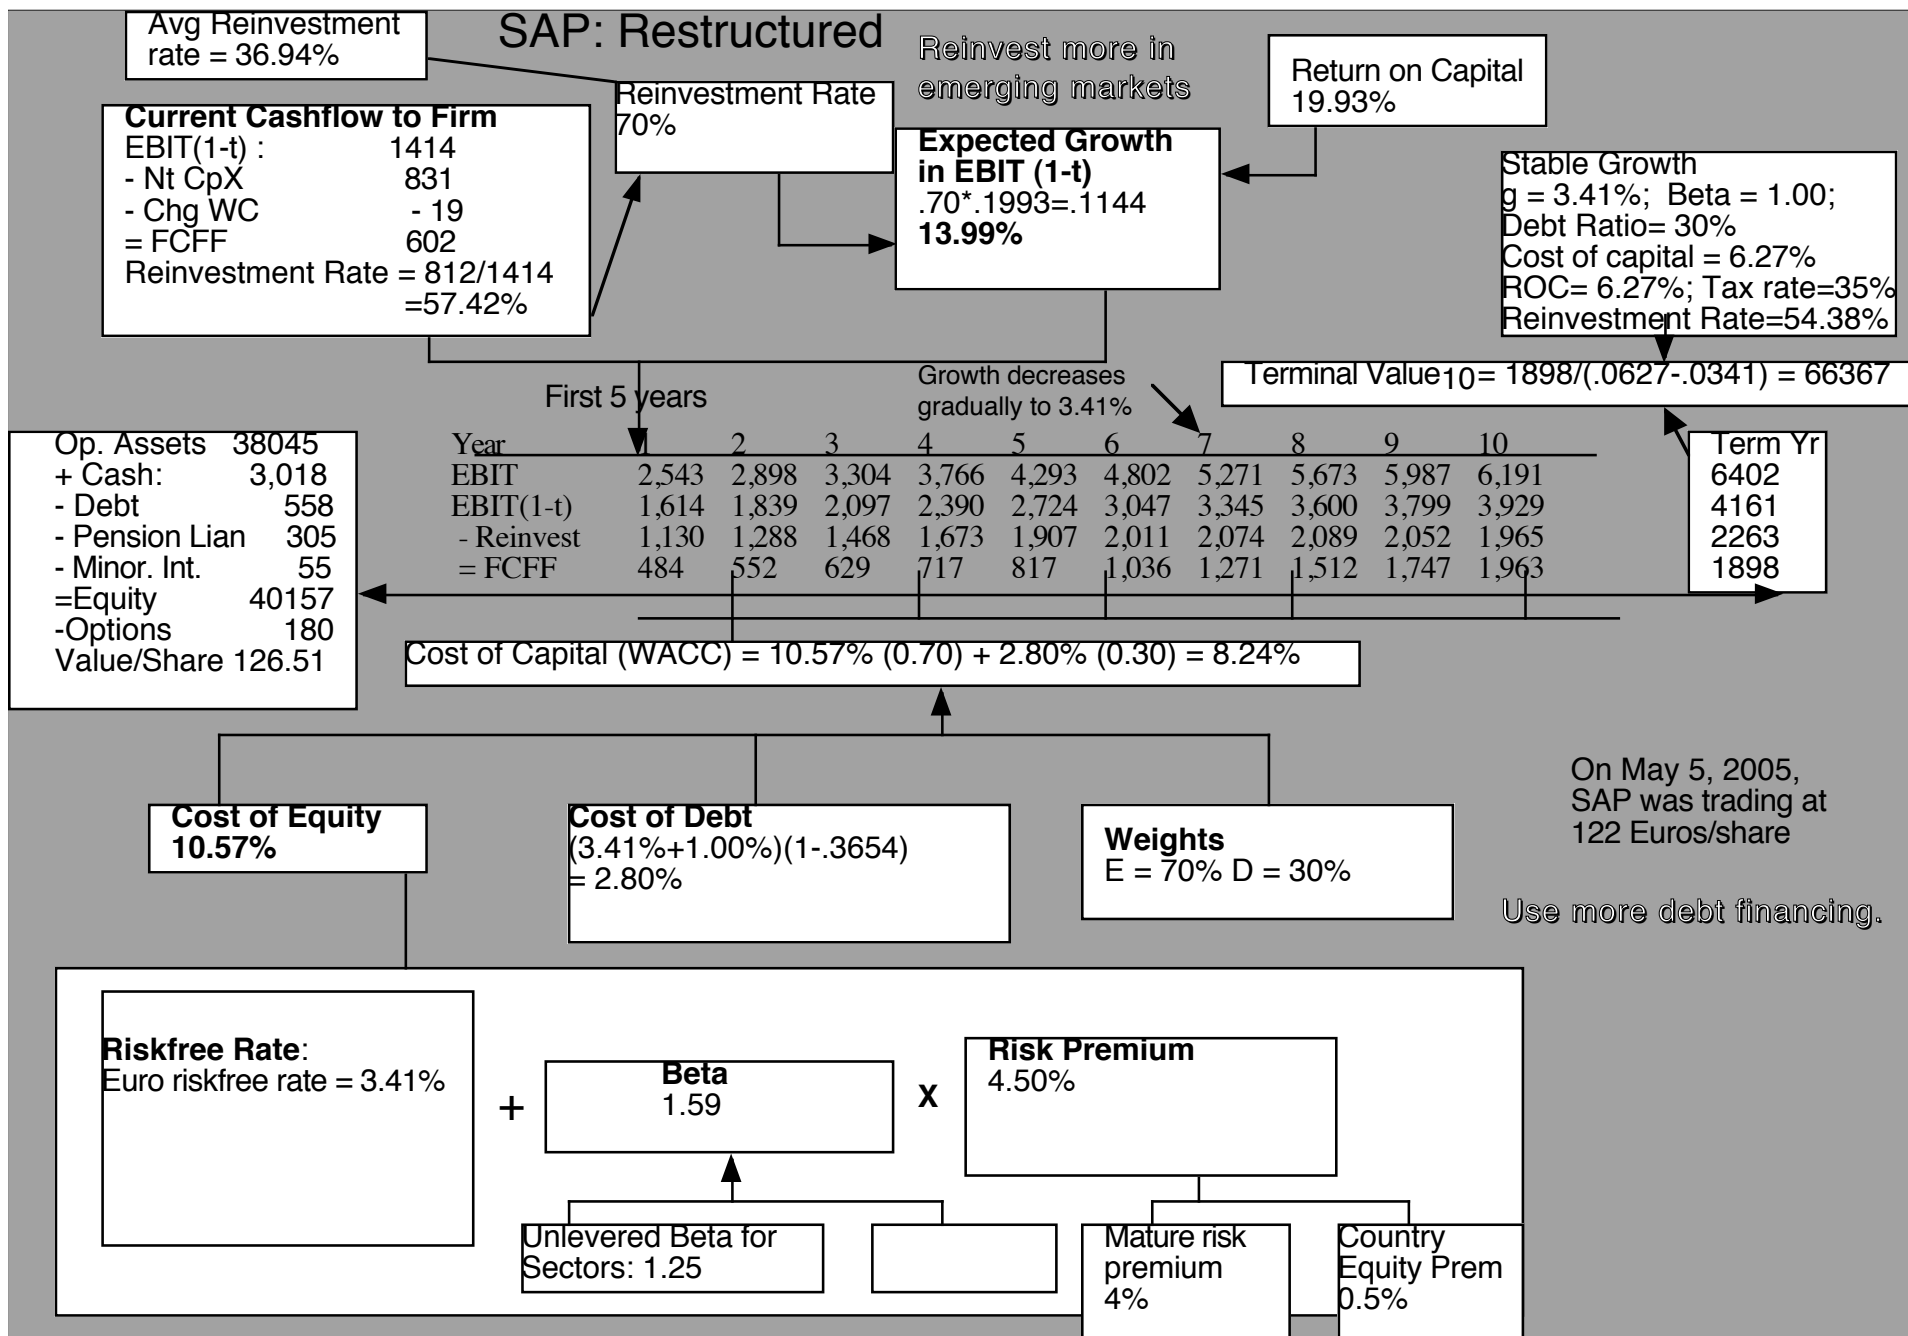 SAP: Restructured
Avg Reinvestment
rate = 36.94%
Reinvestment Rate
70%
Reinvest more in
emerging markets
Return on Capital
19.93%
Current Cashflow to Firm
EBIT(1-t) : 1414
- Nt CpX 831
- Chg WC - 19
= FCFF 602
Reinvestment Rate = 812/1414
=57.42%
Expected Growth
in EBIT (1-t)
.70*.1993=.1144
13.99%
Stable Growth
g = 3.41%; Beta = 1.00;
Debt Ratio= 30%
Cost of capital = 6.27%
ROC= 6.27%; Tax rate=35%
Reinvestment Rate=54.38%
Terminal Value10= 1898/(.0627-.0341) = 66367
First 5 years
Growth decreases
gradually to 3.41%
Op. Assets 38045
+ Cash: 3,018
- Debt 558
- Pension Lian 305
- Minor. Int. 55
=Equity 40157
-Options 180
Value/Share 126.51
Year 1 2 3 4 5 6 7 8 9 10
EBIT 2,543 2,898 3,304 3,766 4,293 4,802 5,271 5,673 5,987 6,191
EBIT(1-t) 1,614 1,839 2,097 2,390 2,724 3,047 3,345 3,600 3,799 3,929
- Reinvest 1,130 1,288 1,468 1,673 1,907 2,011 2,074 2,089 2,052 1,965
= FCFF 484 552 629 717 817 1,036 1,271 1,512 1,747 1,963
Term Yr
6402
4161
2263
1898
Cost of Capital (WACC) = 10.57% (0.70) + 2.80% (0.30) = 8.24%
Cost of Equity
10.57%
Cost of Debt
(3.41%+1.00%)(1-.3654)
= 2.80%
Weights
E = 70% D = 30%
On May 5, 2005,
SAP was trading at
122 Euros/share
Use more debt financing.
Riskfree Rate:
Euro riskfree rate = 3.41%
+
Beta
1.59
X
Risk Premium
4.50%
Unlevered Beta for
Sectors: 1.25
Mature risk
premium
4%
Country
Equity Prem
0.5%